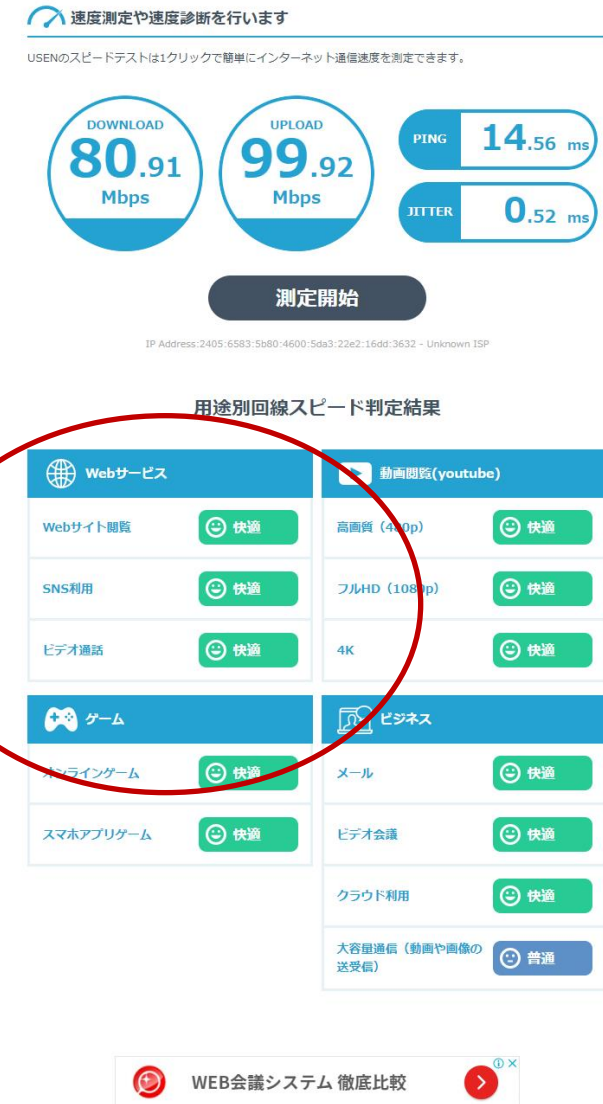 速度測定や速度診断を行います
USENのスピードテストは1クリックで簡単にインターネット通信速度を測定できます。
DOWNLOAD
80.91
Mbps
UPLOAD
99.92
Mbps
PING 14.56 ms
JITTER 0.52 ms
測定開始
IP Address:2405:6583:5b80:4600:5da3:22e2:16dd:3632 - Unknown ISP
用途別回線スピード判定結果
Webサービス
Webサイト閲覧 快適
SNS利用 快適
ビデオ通話 快適
動画閲覧(youtube)
高画質（480p） 快適
フルHD（1080p） 快適
4K 快適
ゲーム
オンラインゲーム 快適
スマホアプリゲーム 快適
ビジネス
メール 快適
ビデオ会議 快適
クラウド利用 快適
大容量通信（動画や画像の
送受信） 普通
WEB会議システム 徹底比較